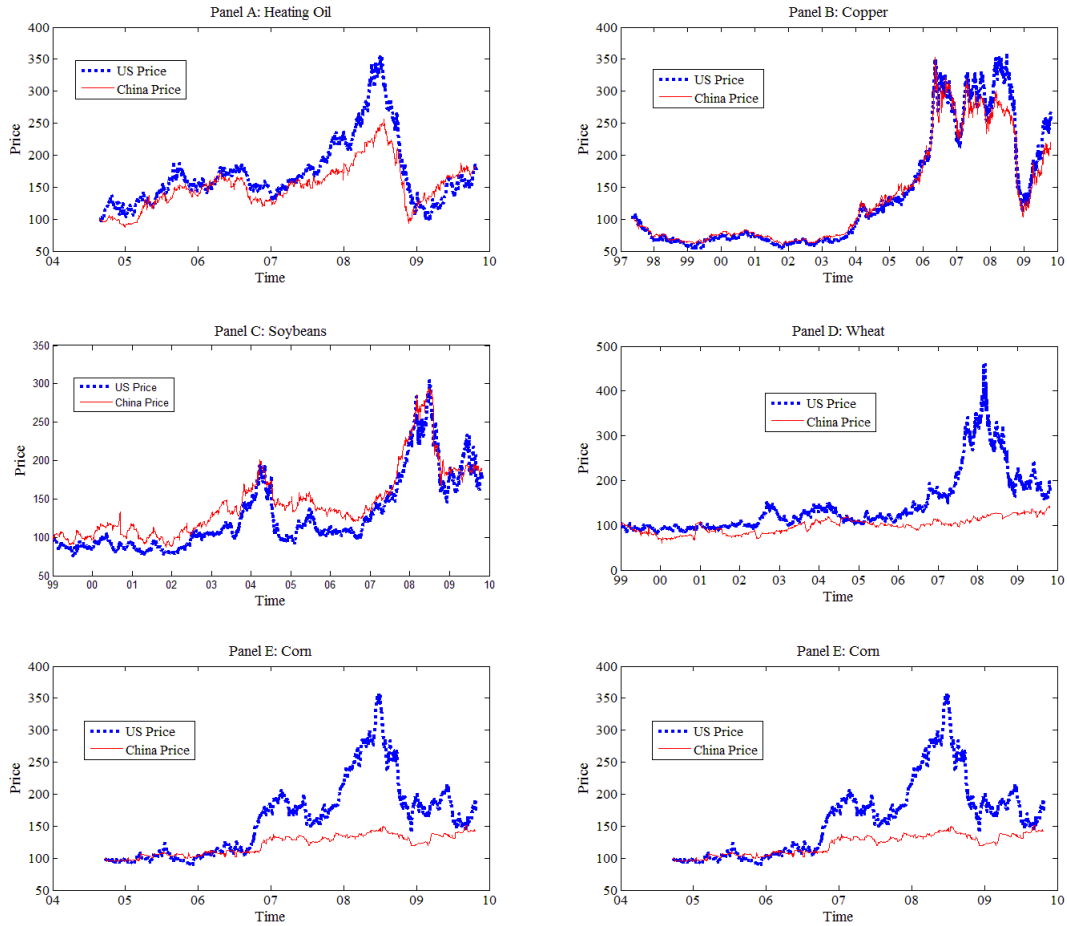 Panel A: Heating Oil
400
350
300
250
200
150
100
50
Price
US Price
China Price
04 05 06 07 08 09 10
Time
Panel B: Copper
400
350
300
250
200
150
100
50
Price
US Price
China Price
97 98 99 00 01 02 03 04 05 06 07 08 09 10
Time
Panel C: Soybeans
350
300
250
200
150
100
50
Price
US Price
China Price
99 00 01 02 03 04 05 06 07 08 09 10
Time
Panel D: Wheat
500
400
300
200
100
0
Price
US Price
China Price
99 00 01 02 03 04 05 06 07 08 09 10
Time
Panel E: Corn
400
350
300
250
200
150
100
50
Price
US Price
China Price
04 05 06 07 08 09 10
Time
Panel E: Corn
400
350
300
250
200
150
100
50
Price
US Price
China Price
04 05 06 07 08 09 10
Time